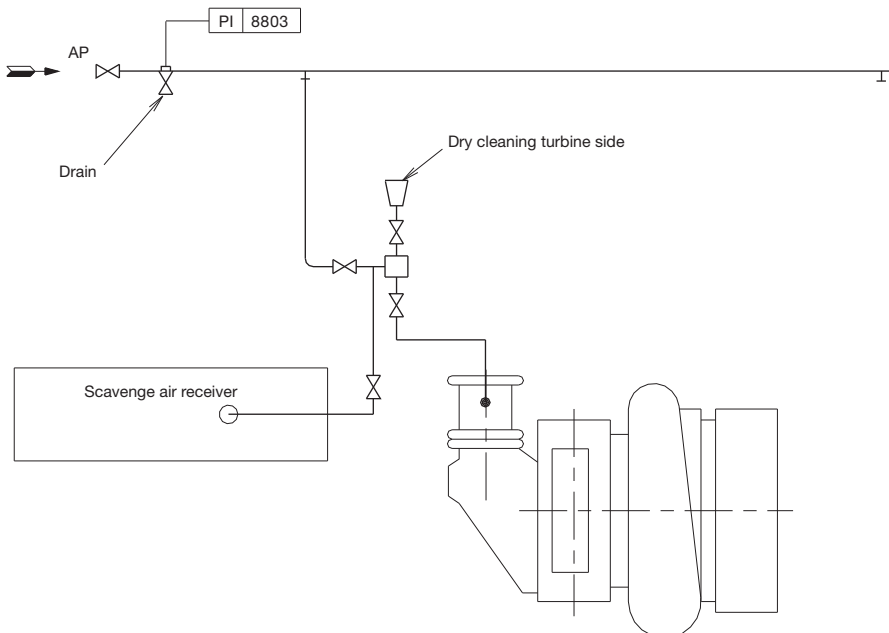 PI 8803
AP
Drain
Dry cleaning turbine side
Scavenge air receiver